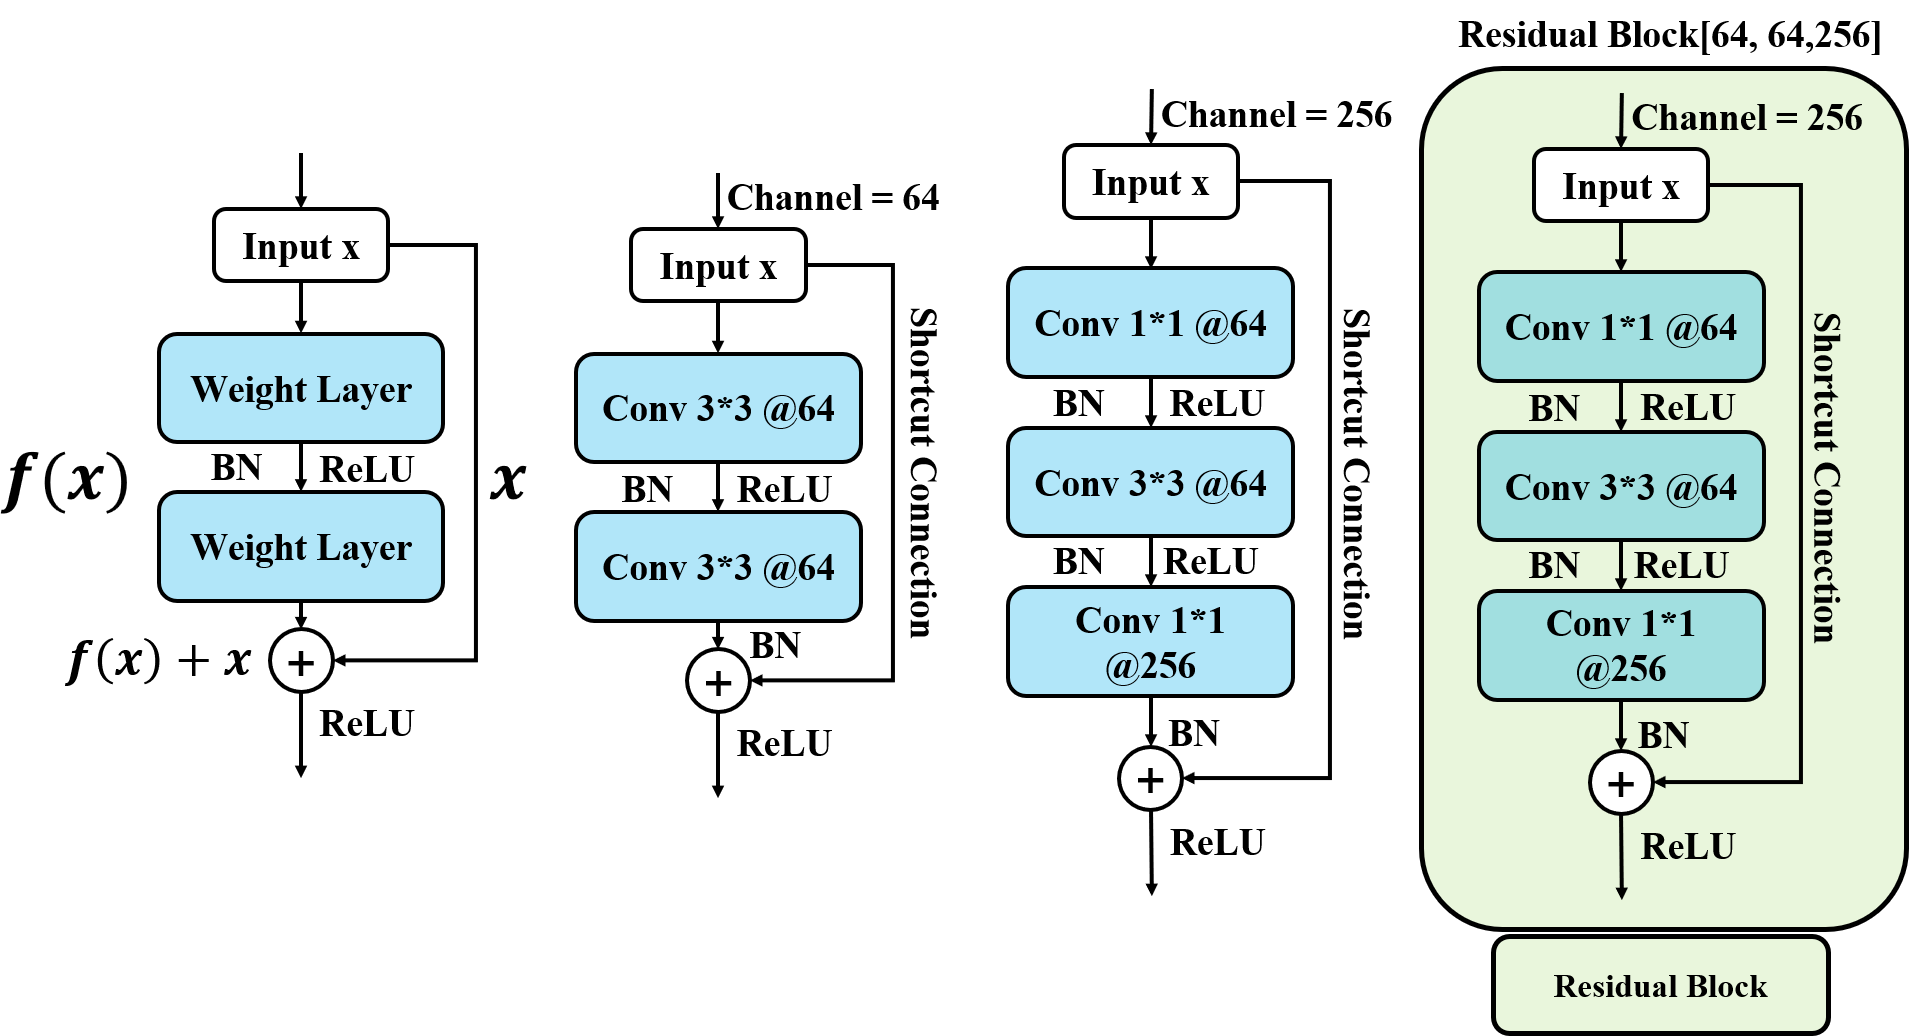 Input x
Weight Layer
BN ReLU
f(x)
x
Weight Layer
f(x) + x
+
ReLU
Channel = 64
Input x
Conv 3*3 @64
BN ReLU
Conv 3*3 @64
BN
+
ReLU
Shortcut Connection
Channel = 256
Input x
Conv 1*1 @64
BN ReLU
Conv 3*3 @64
BN ReLU
Conv 1*1
@256
BN
+
ReLU
Shortcut Connection
Residual Block[64, 64,256]
Channel = 256
Input x
Conv 1*1 @64
BN ReLU
Conv 3*3 @64
BN ReLU
Conv 1*1
@256
BN
+
ReLU
Shortcut Connection
Residual Block